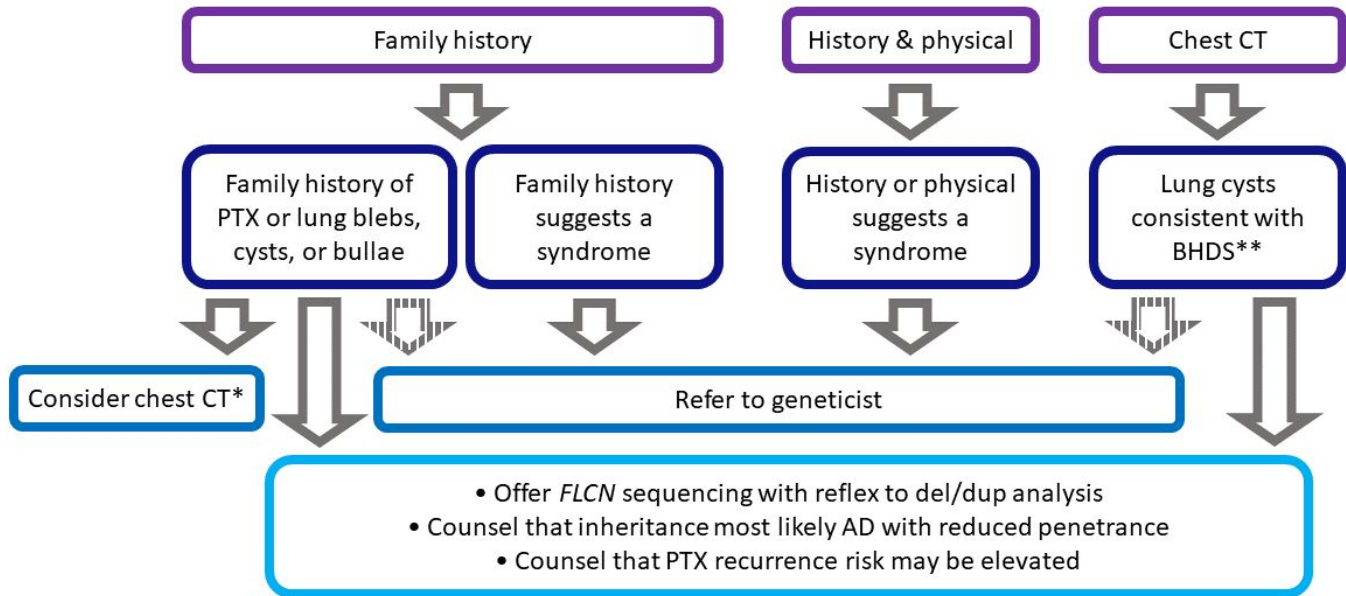 Family history
History & physical
Chest CT
Family history of
PTX or lung blebs,
cysts, or bullae
Family history
suggests a
syndrome
History or physical
suggests a
syndrome
Lung cysts
consistent with
BHDS**
Consider chest CT*
Refer to geneticist
• Offer FLCN sequencing with reflex to del/dup analysis
• Counsel that inheritance most likely AD with reduced penetrance
• Counsel that PTX recurrence risk may be elevated